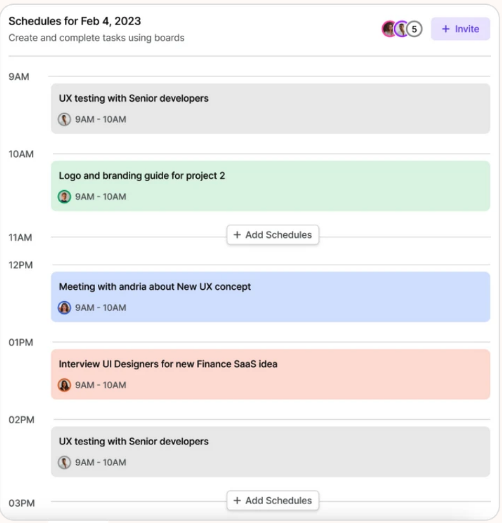 Schedules for Feb 4, 2023
Create and complete tasks using boards
5
+ Invite
9AM
UX testing with Senior developers
9AM - 10AM
10AM
Logo and branding guide for project 2
9AM - 10AM
11AM
+ Add Schedules
12PM
Meeting with andria about New UX concept
9AM - 10AM
01PM
Interview UI Designers for new Finance SaaS idea
9AM - 10AM
02PM
UX testing with Senior developers
9AM - 10AM
03PM
+ Add Schedules